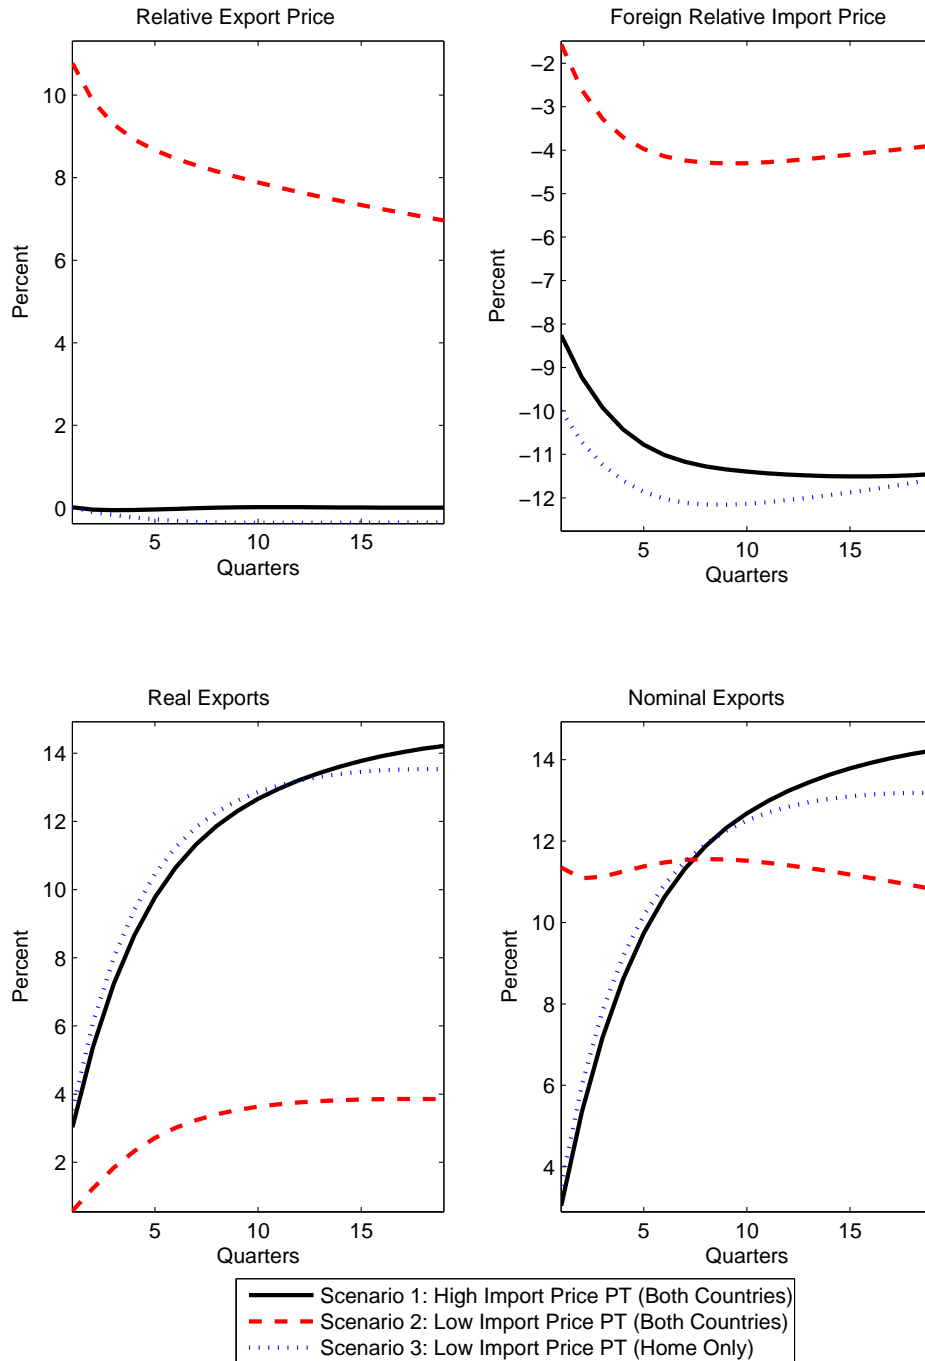 Relative Export Price
Percent
10
8
6
4
2
0
5 10 15
Quarters
Foreign Relative Import Price
Percent
−2
−3
−4
−5
−6
−7
−8
−9
−10
−11
−12
5 10 15
Quarters
Real Exports
Percent
14
12
10
8
6
4
2
5 10 15
Quarters
Nominal Exports
Percent
14
12
10
8
6
4
5 10 15
Quarters
Scenario 1: High Import Price PT (Both Countries)
Scenario 2: Low Import Price PT (Both Countries)
Scenario 3: Low Import Price PT (Home Only)